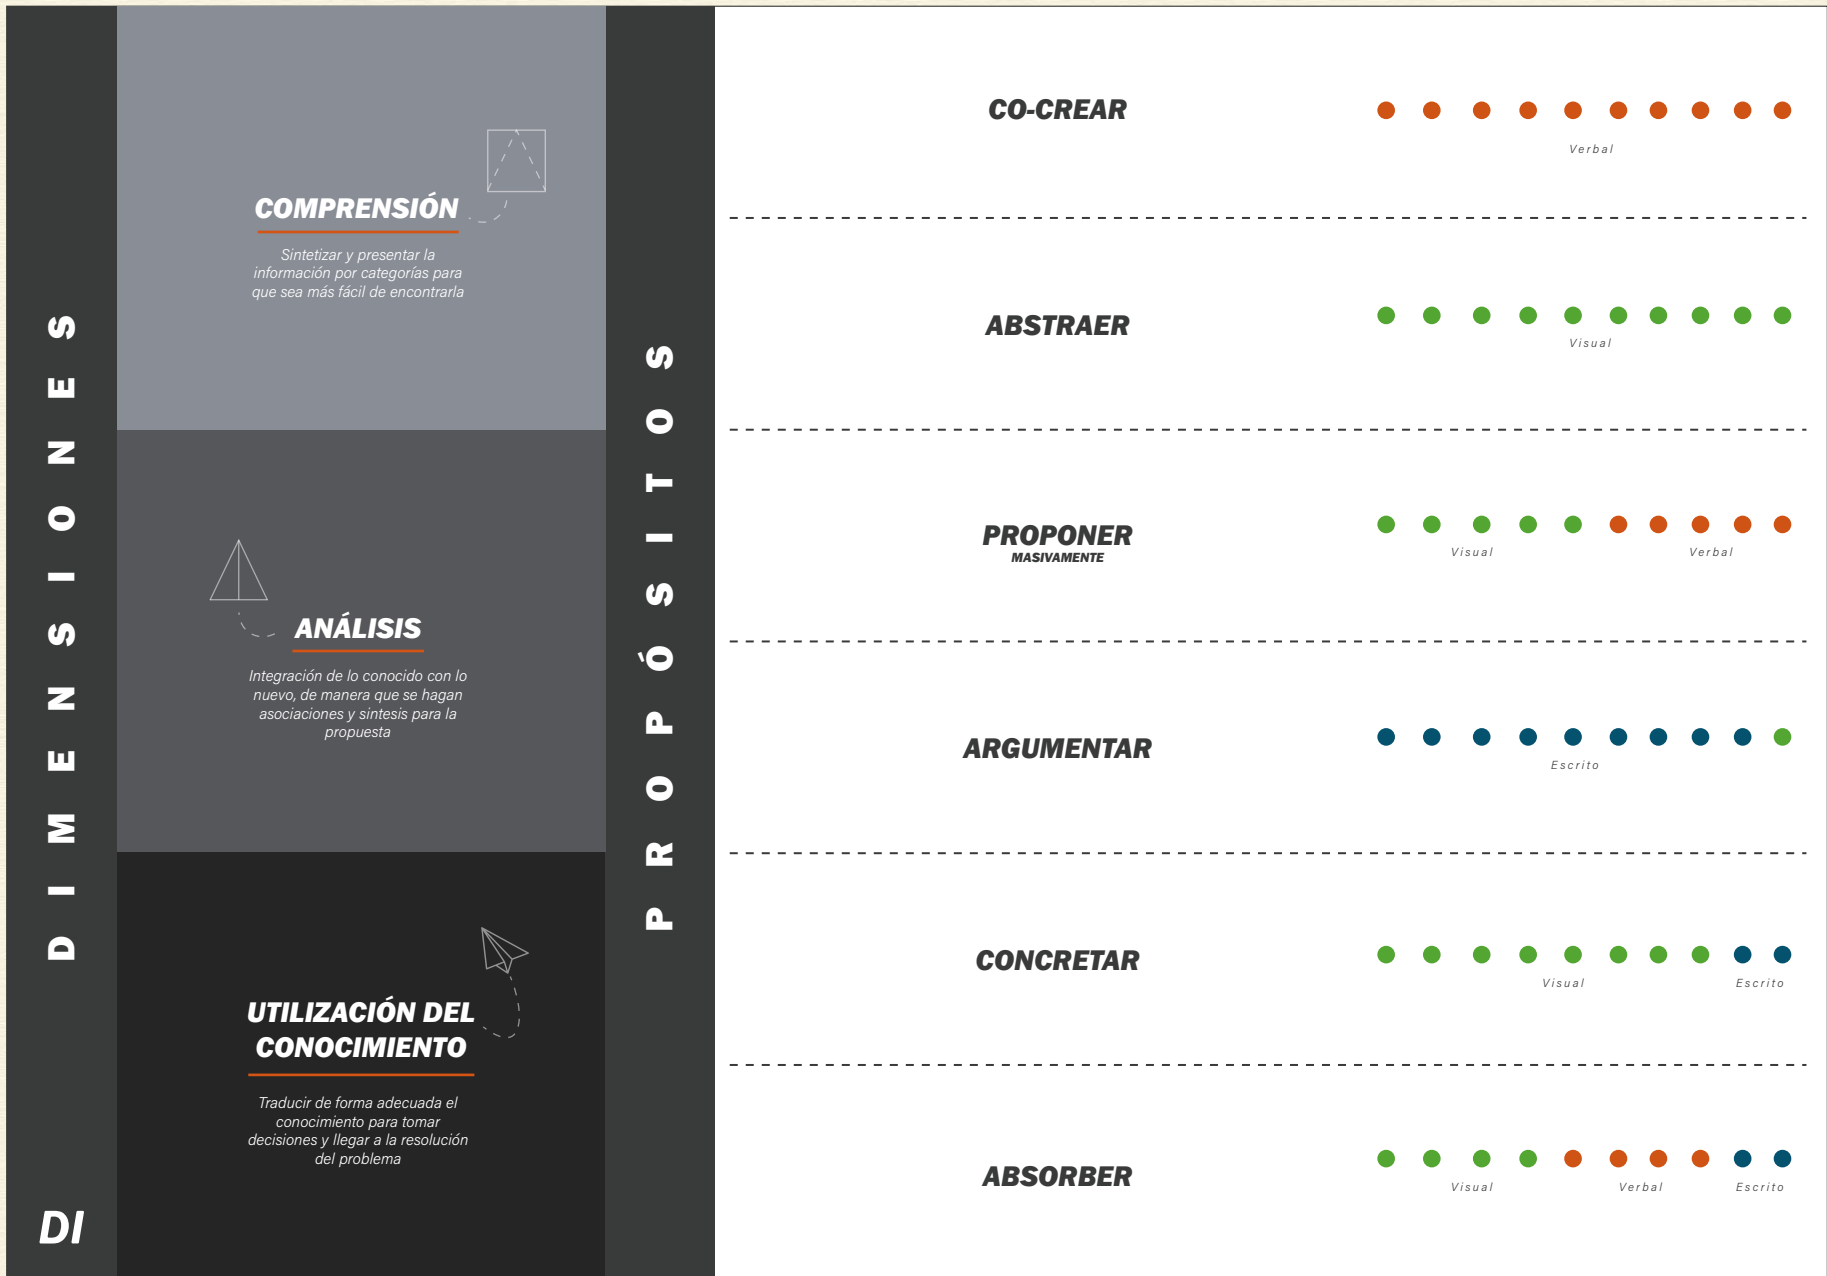 DIMENSIONES
DI
COMPRENSIÓN
Sintetizar y presentar la
información por categorías para
que sea más fácil de encontrarla
ANÁLISIS
Integración de lo conocido con lo
nuevo, de manera que se hagan
asociaciones y sintesis para la
propuesta
UTILIZACIÓN DEL
CONOCIMIENTO
Traducir de forma adecuada el
conocimiento para tomar
decisiones y llegar a la resolución
del problema
PROPÓSITOS
CO-CREAR
Verbal
ABSTRAER
Visual
PROPONER
MASIVAMENTE
Visual Verbal
ARGUMENTAR
Escrito
CONCRETAR
Visual Escrito
ABSORBER
Visual Verbal Escrito